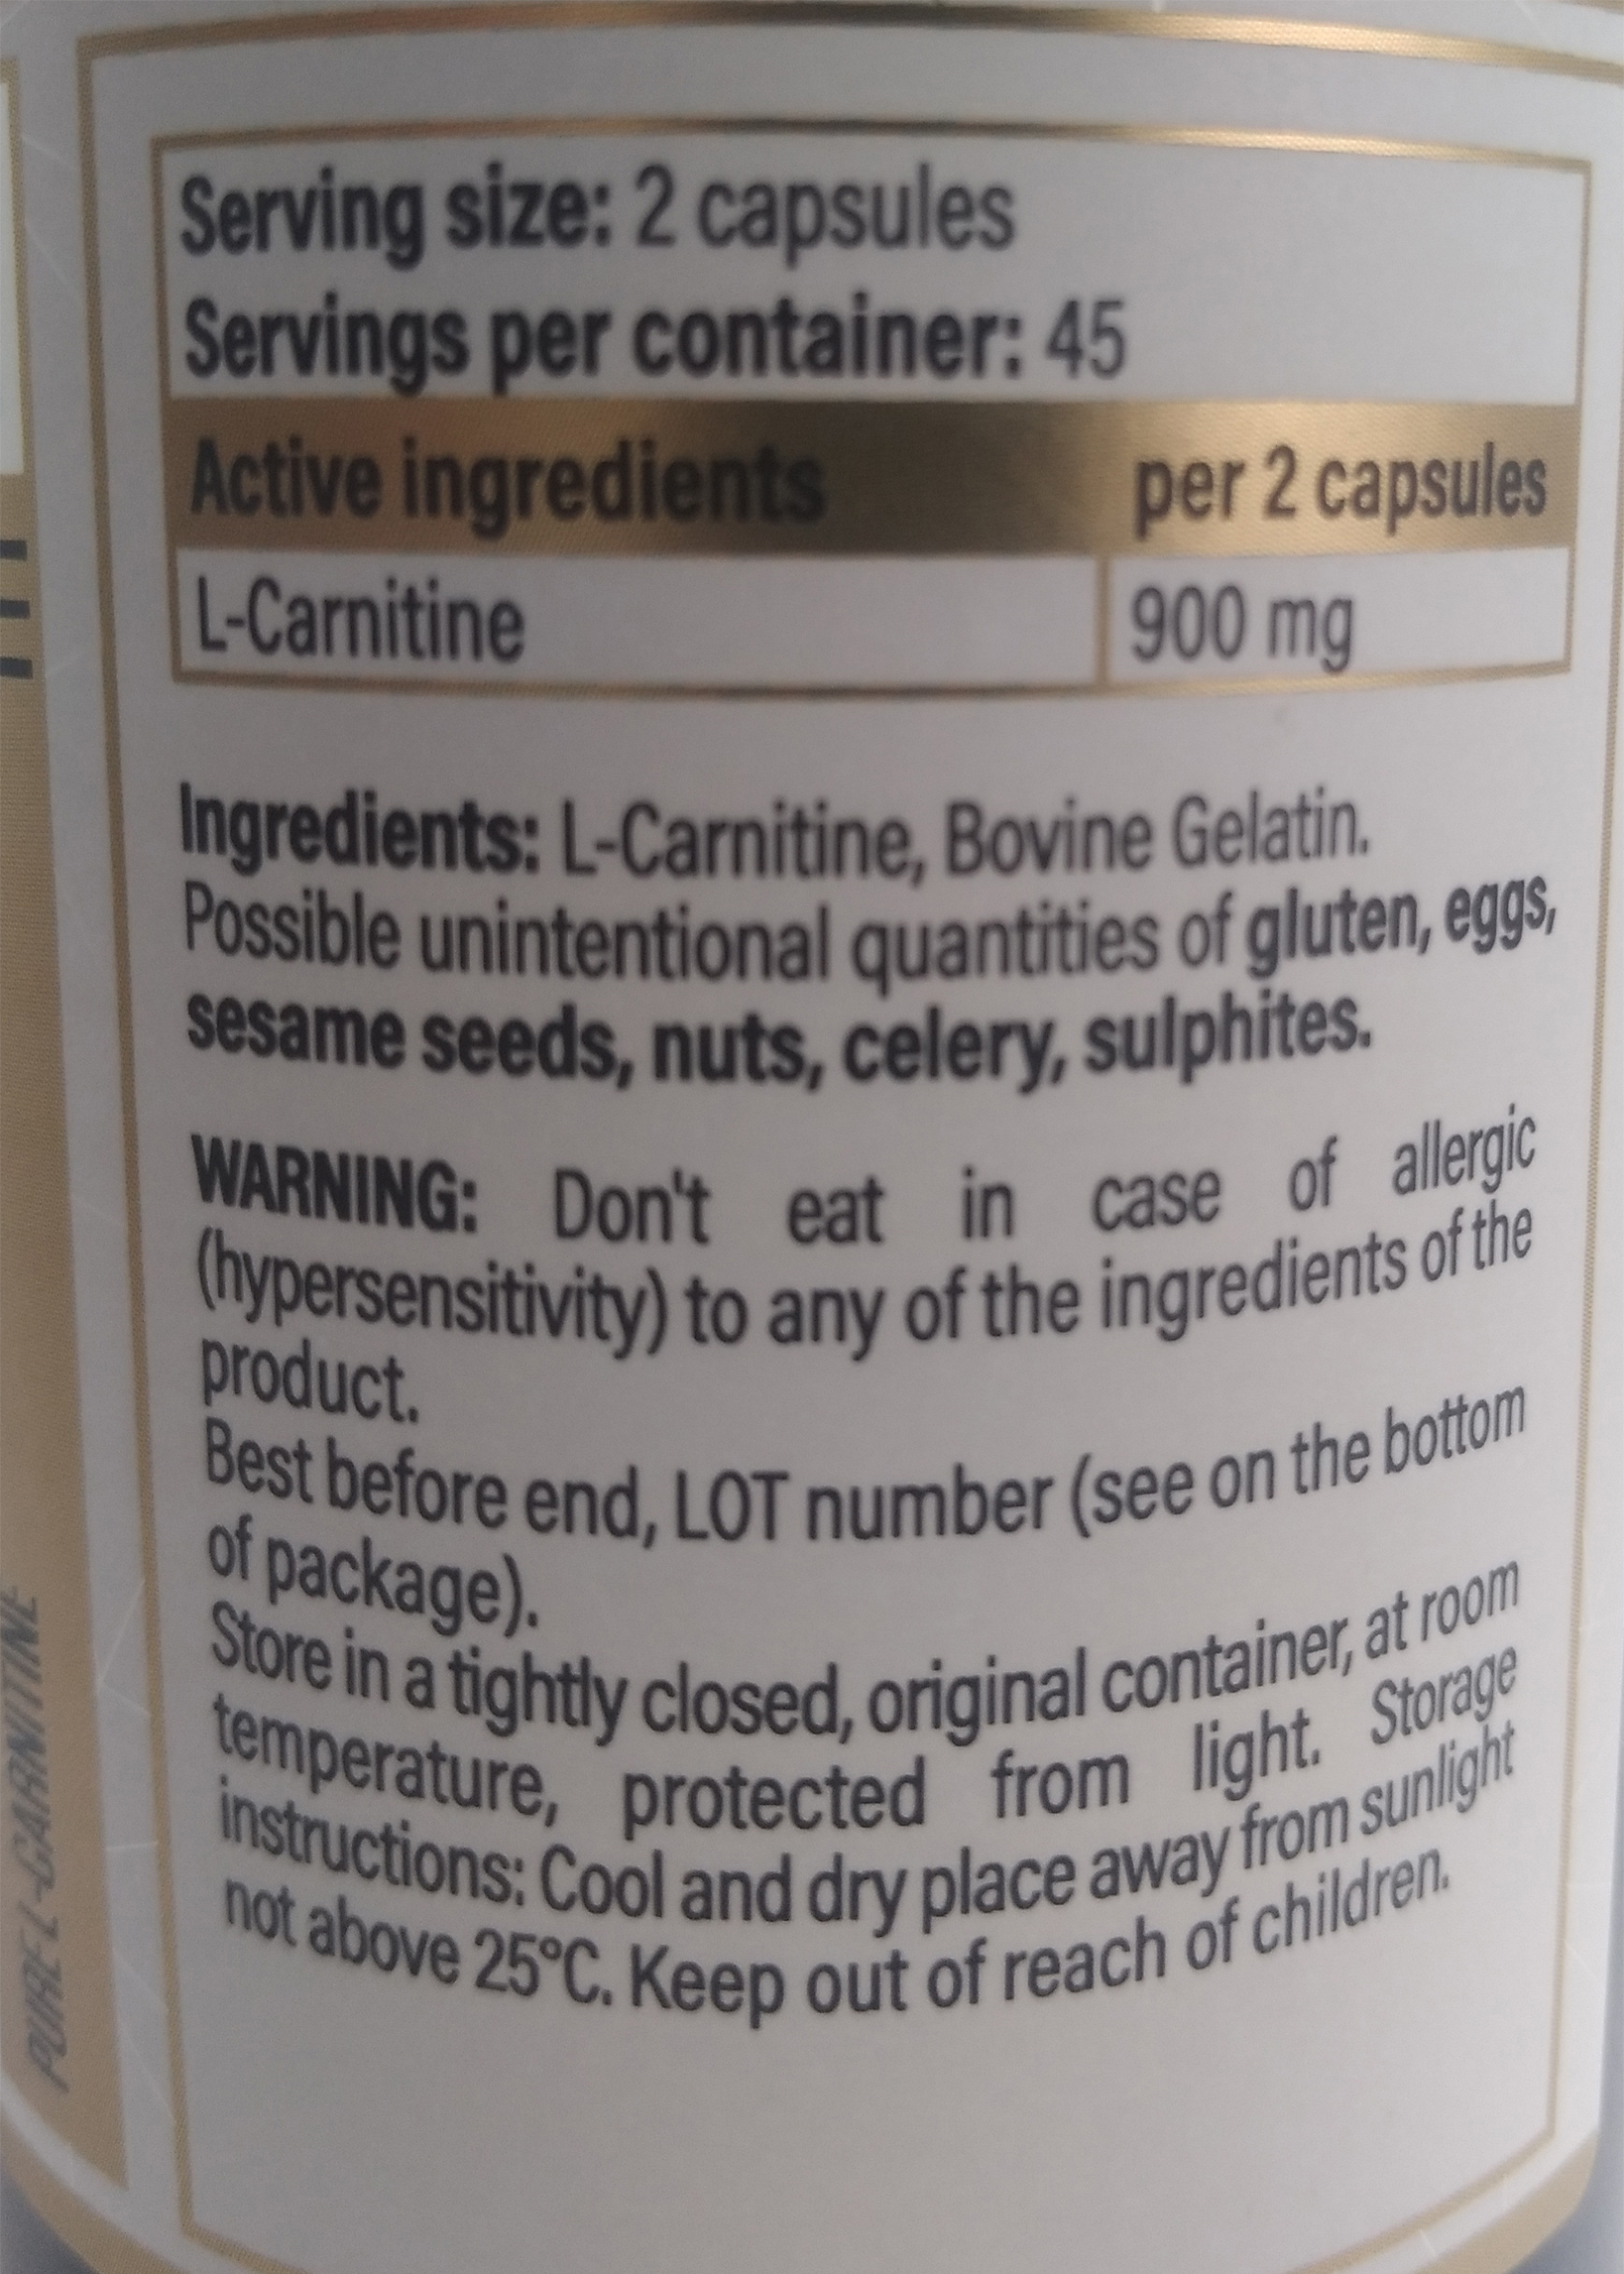 Serving size: 2 capsules
Servings per container: 45
Active ingredients per 2 capsules
L-Carnitine 900 mg
Ingredients: L-Carnitine, Bovine Gelatin.
Possible unintentional quantities of gluten, eggs,
sesame seeds, nuts, celery, sulphites.
WARNING: Don't eat in case of allergic
(hypersensitivity) to any of the ingredients of the
product.
Best before end, LOT number (see on the bottom
of package).
Store in a tightly closed, original container, at room
temperature, protected from light. Storage
instructions: Cool and dry place away from sunlight
not above 25°C. Keep out of reach of children.
PURE L-CARNITINE